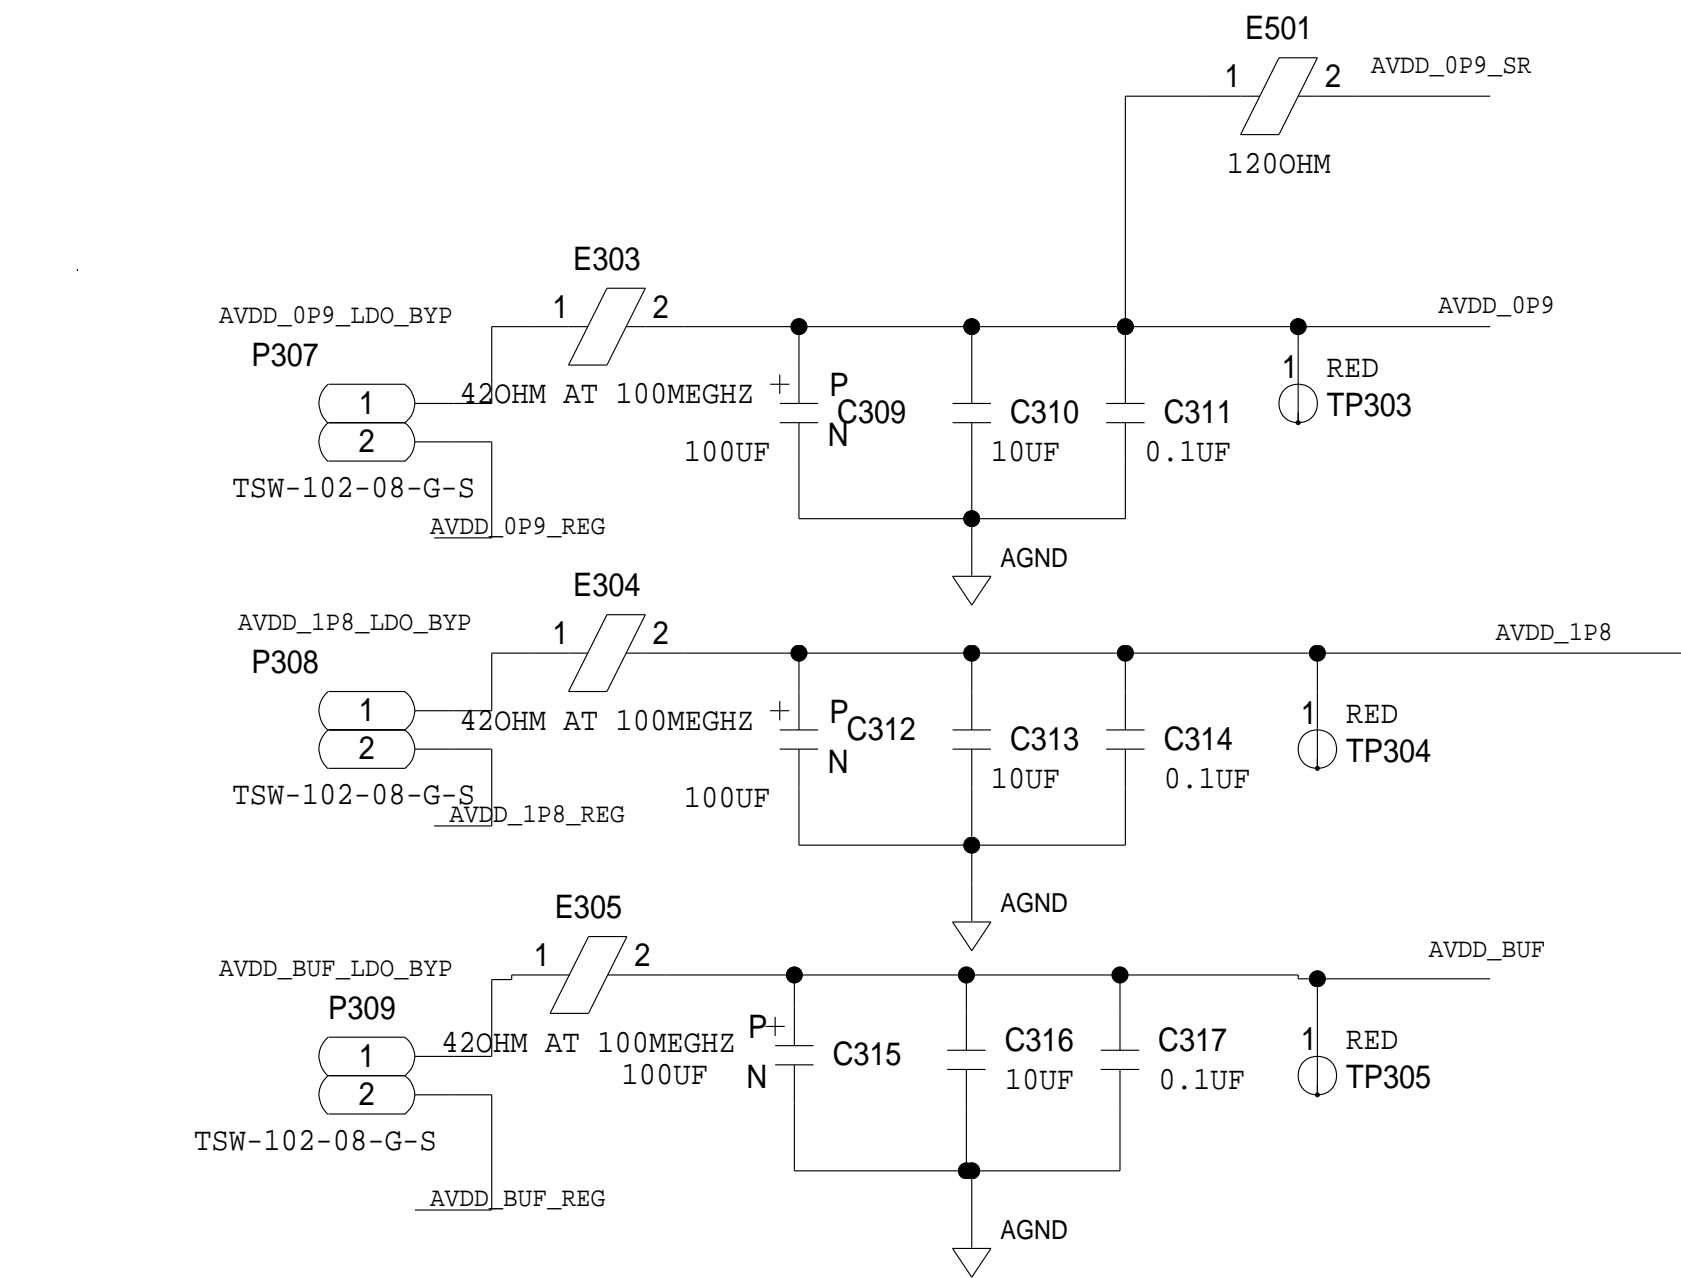 E501
1 2 AVDD_0P9_SR
120OHM
E303
AVDD_0P9_LDO_BYP 1 2 AVDD_0P9
P307
1 RED
TP303
42OHM AT 100MEGHZ + P
1
C309 C310 C311
N
2
100UF 10UF 0.1UF
TSW-102-08-G-S
AVDD_0P9_REG
AGND
E304
AVDD_1P8_LDO_BYP 1 2 AVDD_1P8
P308
1 RED
TP304
42OHM AT 100MEGHZ + P
1
C312 C313 C314
N
2
100UF 10UF 0.1UF
TSW-102-08-G-S
AVDD_1P8_REG
AGND
E305
AVDD_BUF_LDO_BYP 1 2 AVDD_BUF
P309
P+
1 RED
TP305
42OHM AT 100MEGHZ
1
C315 C316 C317
100UF N 10UF 0.1UF
2
TSW-102-08-G-S
AVDD_BUF_REG
AGND